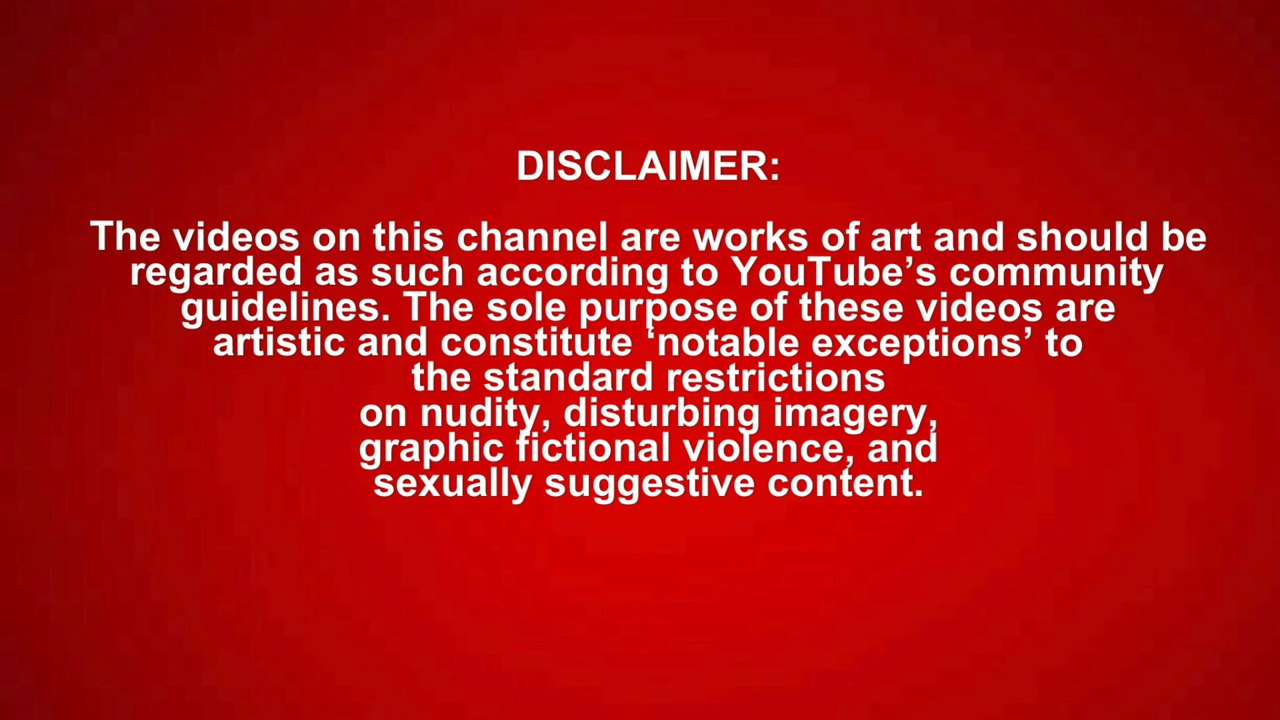 DISCLAIMER:
The videos on this channel are works of art and should be
regarded as such according to YouTube’s community
guidelines. The sole purpose of these videos are
artistic and constitute ‘notable exceptions’ to
the standard restrictions
on nudity, disturbing imagery,
graphic fictional violence, and
sexually suggestive content.